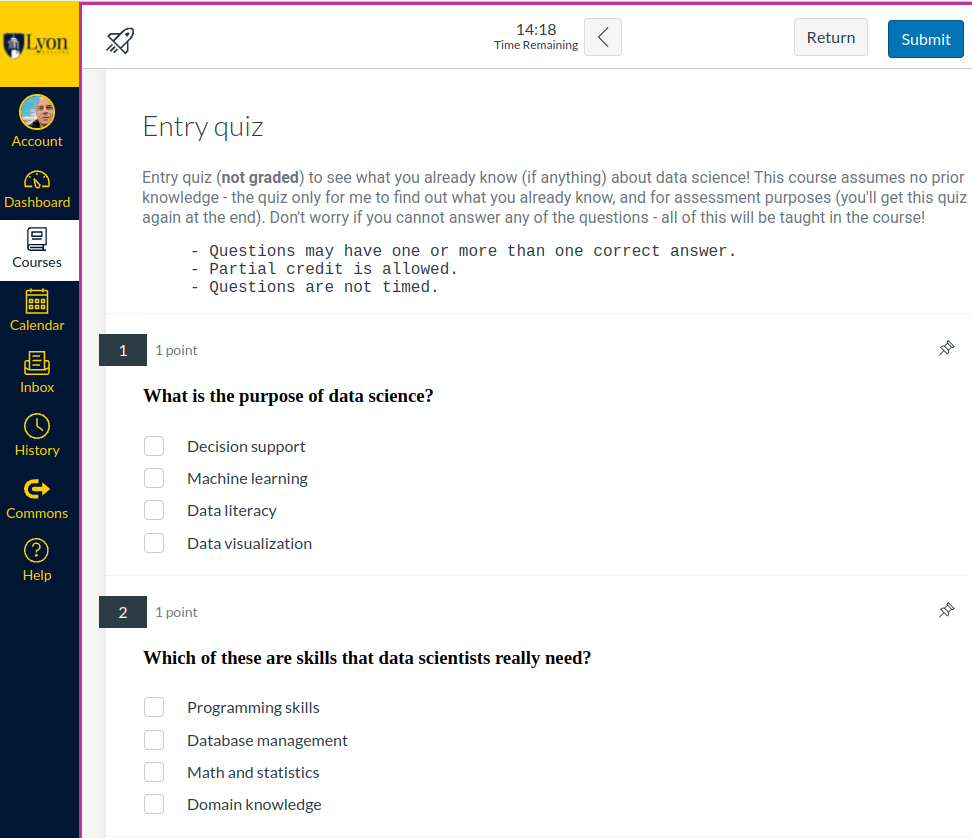 Lyon
14:18
Time Remaining
Return
Submit
Account
Dashboard
Courses
Calendar
Inbox
History
Commons
Help
Entry quiz
Entry quiz (not graded) to see what you already know (if anything) about data science! This course assumes no prior
knowledge - the quiz only for me to find out what you already know, and for assessment purposes (you'll get this quiz
again at the end). Don't worry if you cannot answer any of the questions - all of this will be taught in the course!
- Questions may have one or more than one correct answer.
- Partial credit is allowed.
- Questions are not timed.
1
1 point
What is the purpose of data science?
Decision support
Machine learning
Data literacy
Data visualization
2
1 point
Which of these are skills that data scientists really need?
Programming skills
Database management
Math and statistics
Domain knowledge